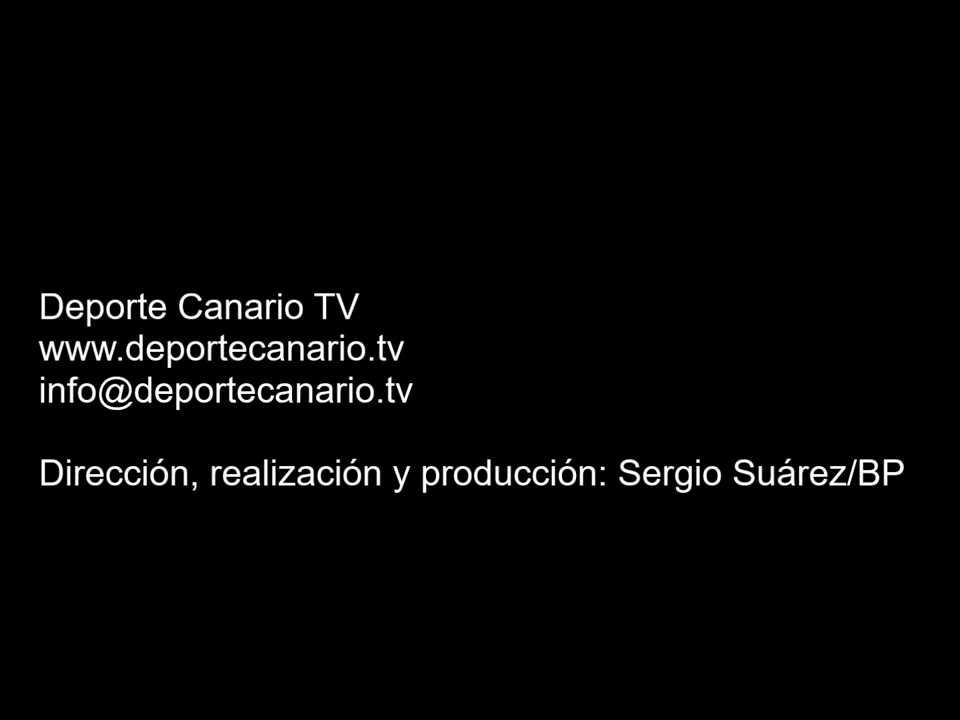 Deporte Canario TV
www.deportecanario.tv
info@deportecanario.tv
Dirección, realización y producción: Sergio Suárez/BP